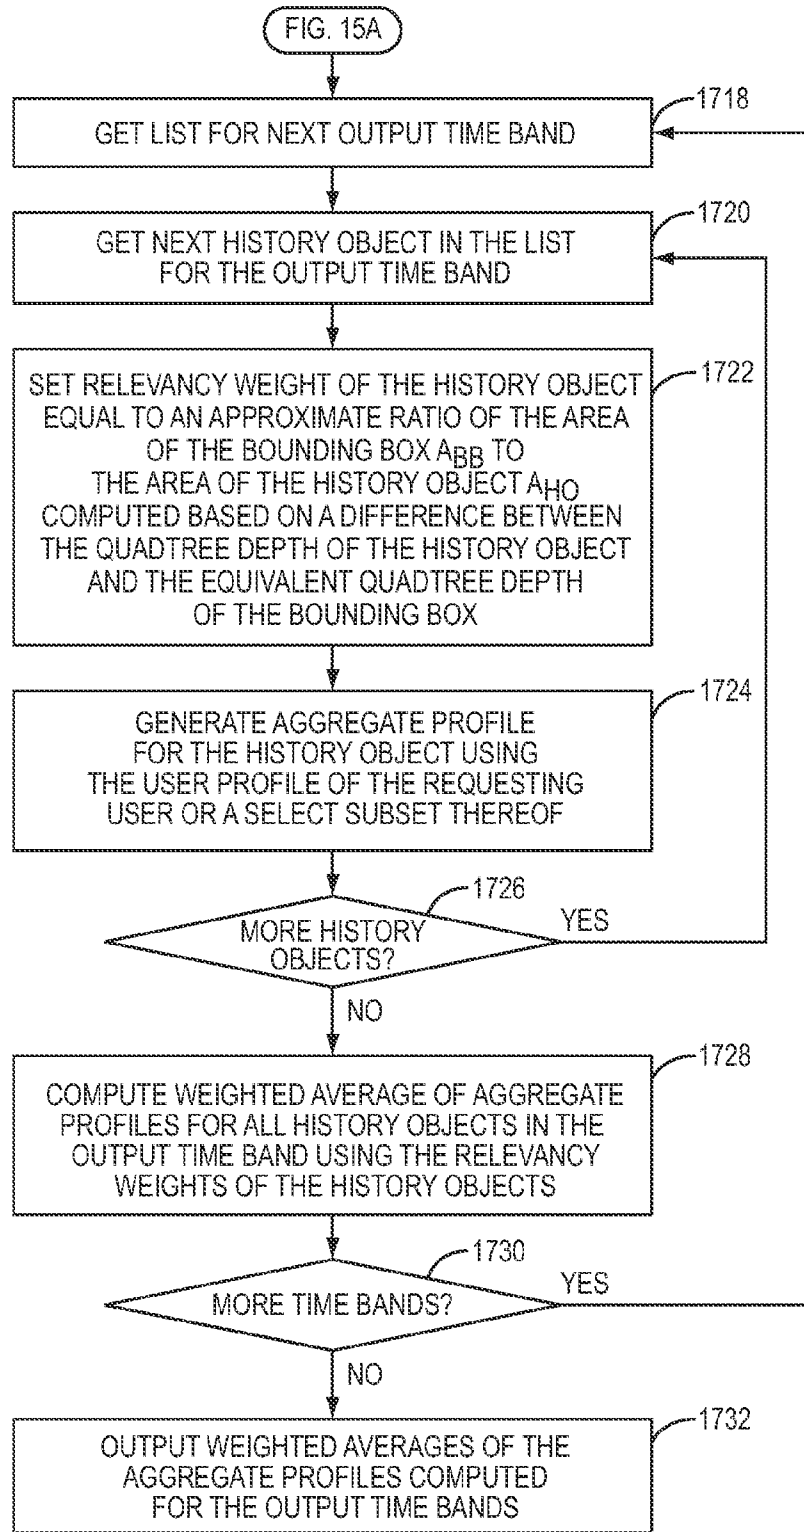 FIG. 15A
1718
GET LIST FOR NEXT OUTPUT TIME BAND
1720
GET NEXT HISTORY OBJECT IN THE LIST
FOR THE OUTPUT TIME BAND
1722
SET RELEVANCY WEIGHT OF THE HISTORY OBJECT
EQUAL TO AN APPROXIMATE RATIO OF THE AREA
OF THE BOUNDING BOX ABB TO
THE AREA OF THE HISTORY OBJECT AHO
COMPUTED BASED ON A DIFFERENCE BETWEEN
THE QUADTREE DEPTH OF THE HISTORY OBJECT
AND THE EQUIVALENT QUADTREE DEPTH
OF THE BOUNDING BOX
1724
GENERATE AGGREGATE PROFILE
FOR THE HISTORY OBJECT USING
THE USER PROFILE OF THE REQUESTING
USER OR A SELECT SUBSET THEREOF
1726
MORE HISTORY
OBJECTS?
YES
NO
1728
COMPUTE WEIGHTED AVERAGE OF AGGREGATE
PROFILES FOR ALL HISTORY OBJECTS IN THE
OUTPUT TIME BAND USING THE RELEVANCY
WEIGHTS OF THE HISTORY OBJECTS
1730
MORE TIME BANDS?
YES
NO
1732
OUTPUT WEIGHTED AVERAGES OF THE
AGGREGATE PROFILES COMPUTED
FOR THE OUTPUT TIME BANDS